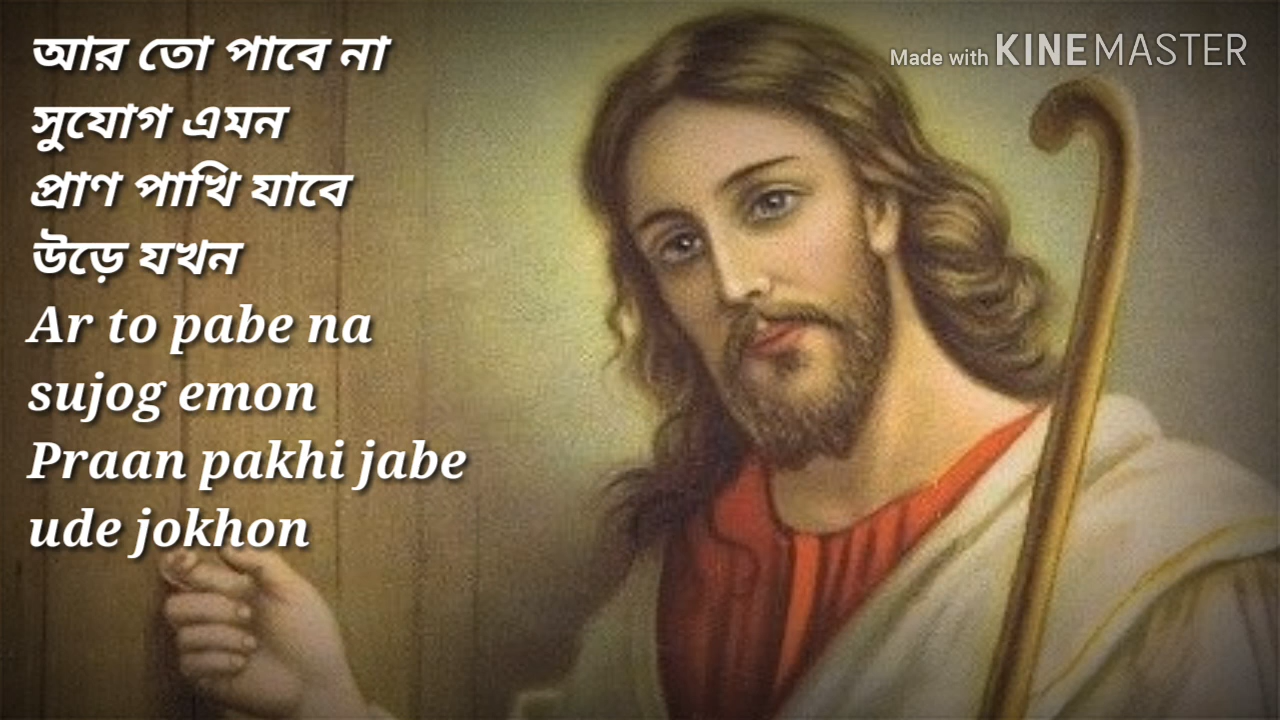 Made with KINEMASTER
আর তো পাবে না
সুযোগ এমন
প্রাণ পাখি যাবে
উড়ে যখন
Ar to pabe na
sujog emon
Praan pakhi jabe
ude jokhon